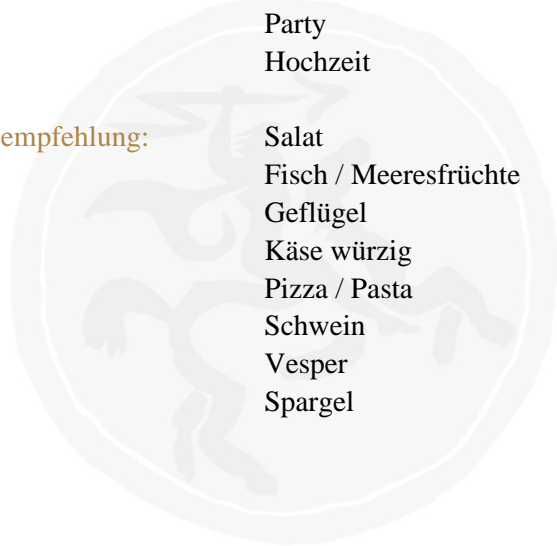 Party
Hochzeit
empfehlung: Salat
Fisch / Meeresfrüchte
Geflügel
Käse würzig
Pizza / Pasta
Schwein
Vesper
Spargel